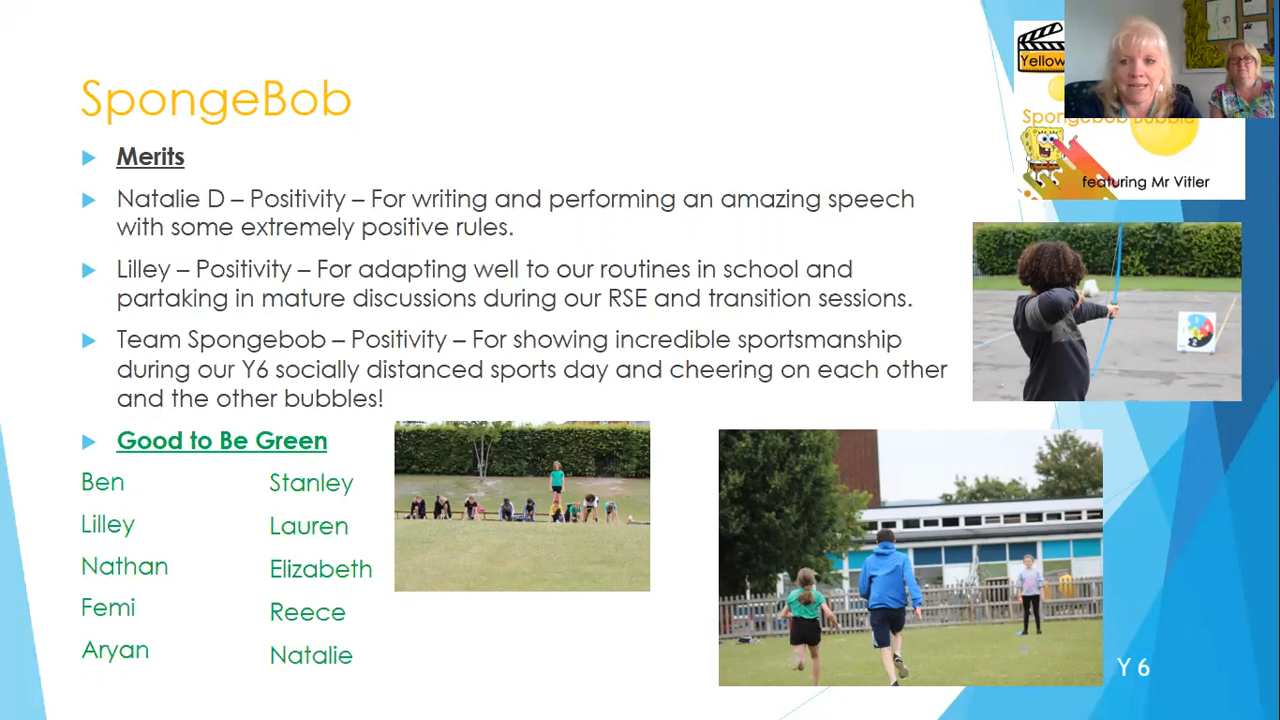 SpongeBob
Merits
Natalie D – Positivity – For writing and performing an amazing speech
with some extremely positive rules.
Lilley – Positivity – For adapting well to our routines in school and
partaking in mature discussions during our RSE and transition sessions.
Team Spongebob – Positivity – For showing incredible sportsmanship
during our Y6 socially distanced sports day and cheering on each other
and the other bubbles!
Good to Be Green
Ben
Lilley
Nathan
Femi
Aryan
Stanley
Lauren
Elizabeth
Reece
Natalie
Yellow
Spongebob Bubble
featuring Mr Vitler
Y 6